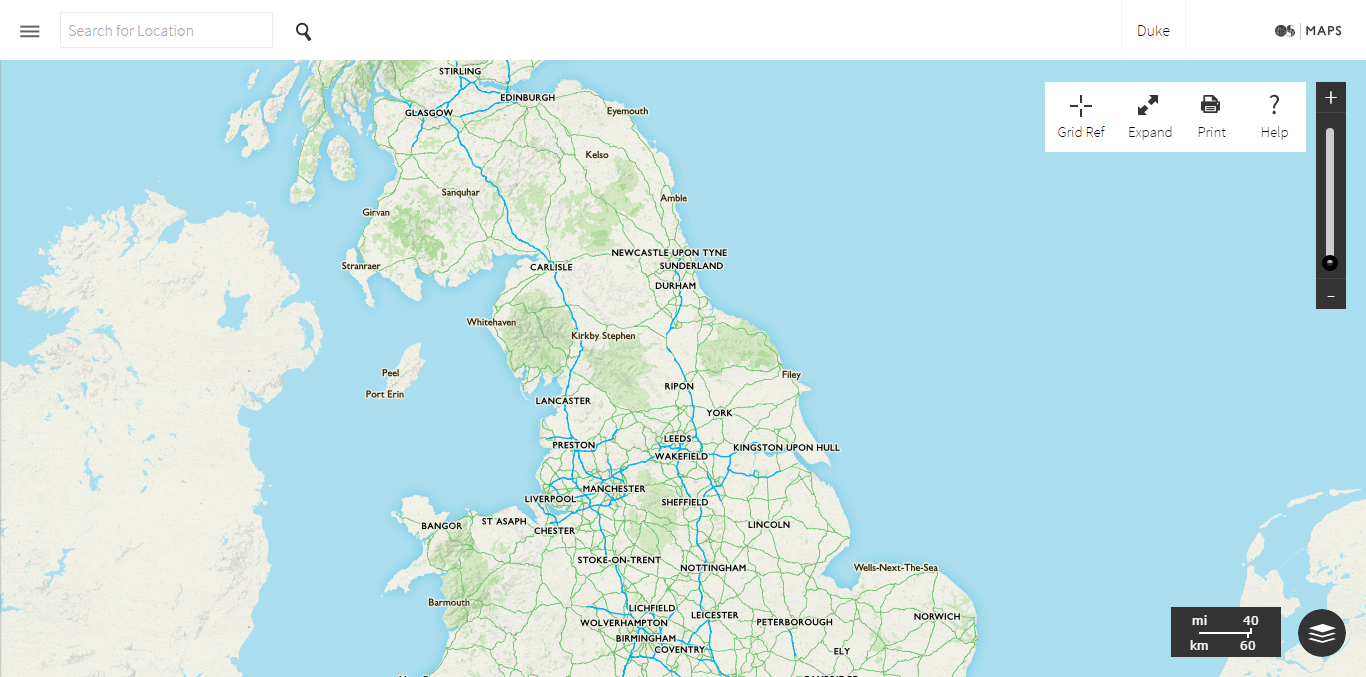 Search for Location
Duke
OS MAPS
STIRLING
EDINBURGH
GLASGOW
Eyemouth
Grid Ref
Expand
Print
?
Help
+
Kelso
Sanquhar
Amble
Girvan
NEWCASTLE UPON TYNE
Stranraer
CARLISLE
SUNDERLAND
–
DURHAM
Whitehaven
Kirkby Stephen
Peel
Filey
Port Erin
RIPON
LANCASTER
YORK
PRESTON
LEEDS
KINGSTON UPON HULL
WAKEFIELD
MANCHESTER
LIVERPOOL
SHEFFIELD
BANGOR
ST ASAPH
CHESTER
LINCOLN
STOKE-ON-TRENT
NOTTINGHAM
Wells-Next-The-Sea
Barmouth
LICHFIELD
LEICESTER
NORWICH
WOLVERHAMPTON
PETERBOROUGH
mi 40
km 60
BIRMINGHAM
COVENTRY
ELY